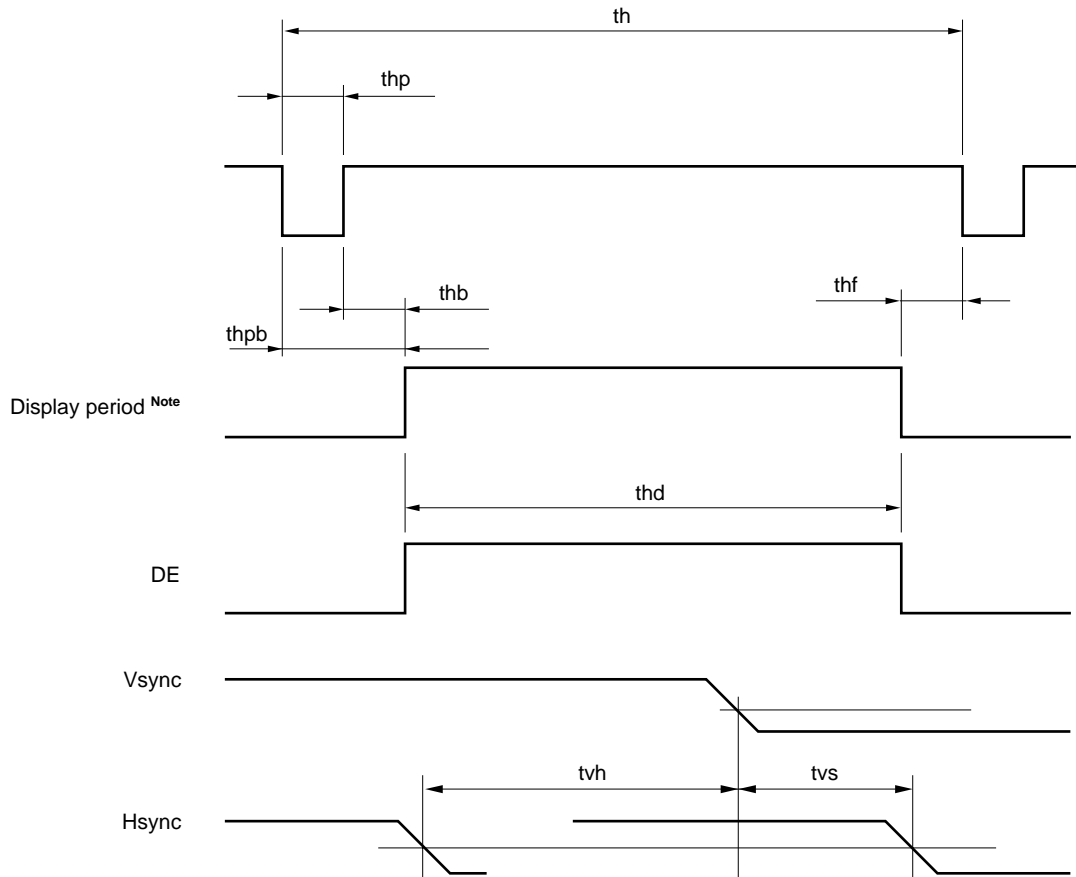 th
thp
thb
thf
thpb
Display period Note
thd
DE
Vsync
tvh
tvs
Hsync